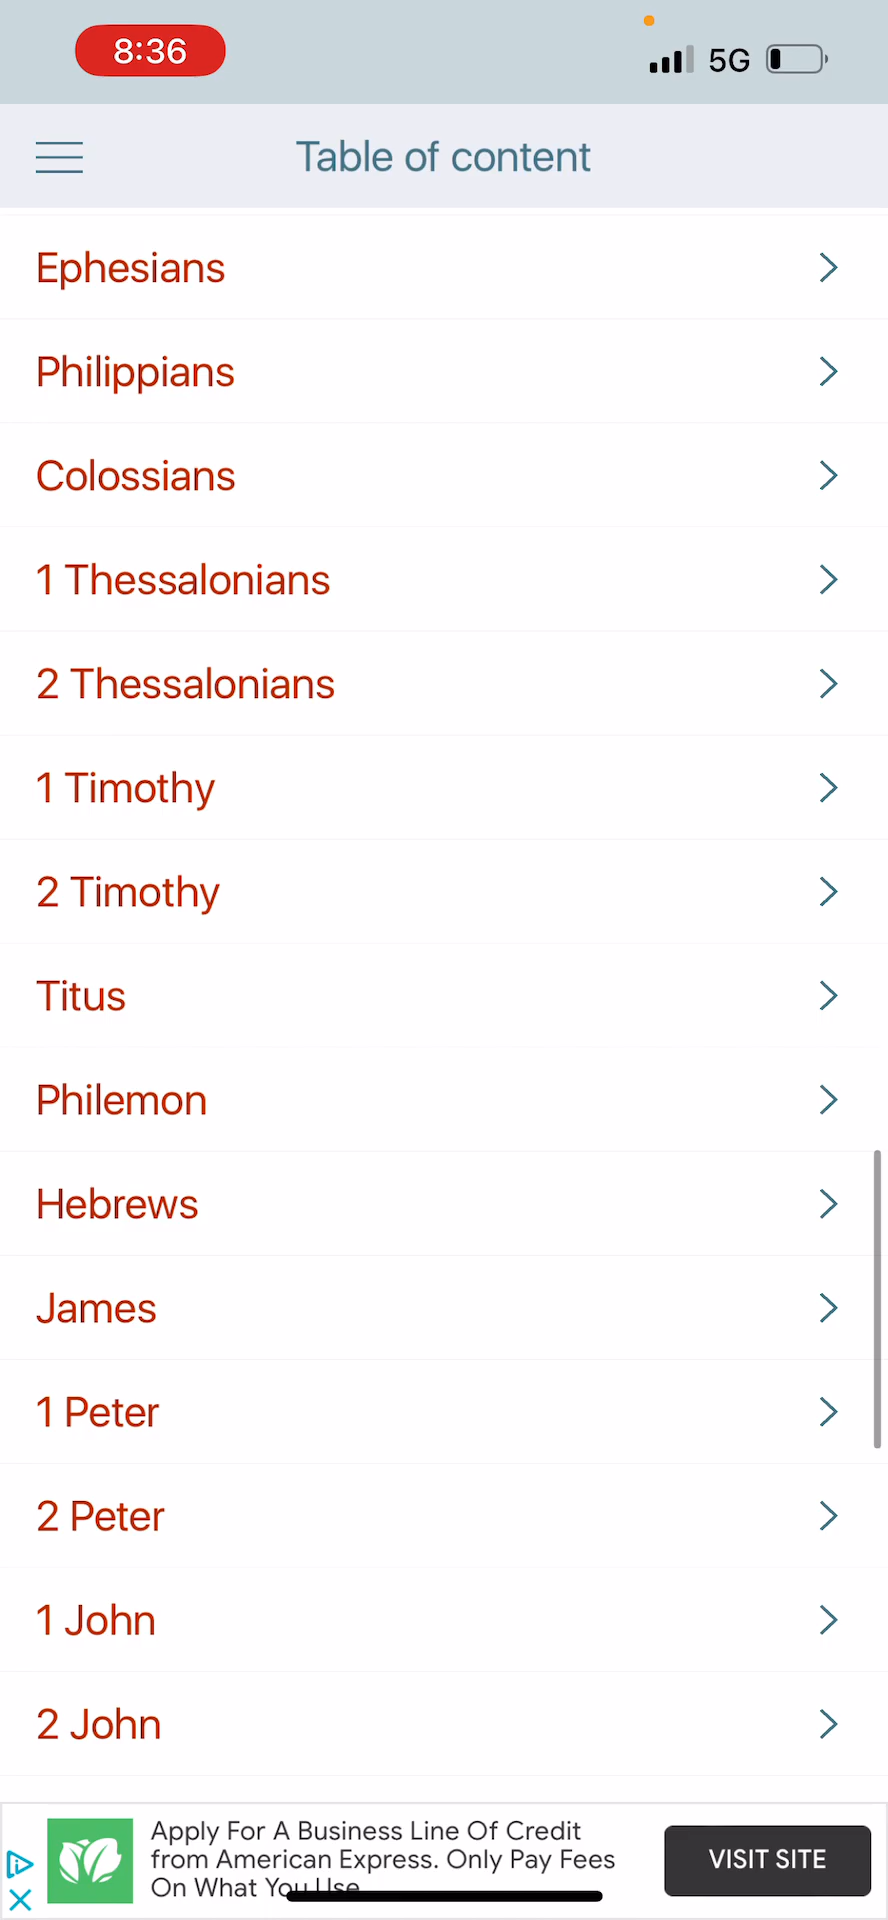 8:36
5G
Table of content
Ephesians
Philippians
Colossians
1 Thessalonians
2 Thessalonians
1 Timothy
2 Timothy
Titus
Philemon
Hebrews
James
1 Peter
2 Peter
1 John
2 John
Apply For A Business Line Of Credit
from American Express. Only Pay Fees
On What You Use
VISIT SITE